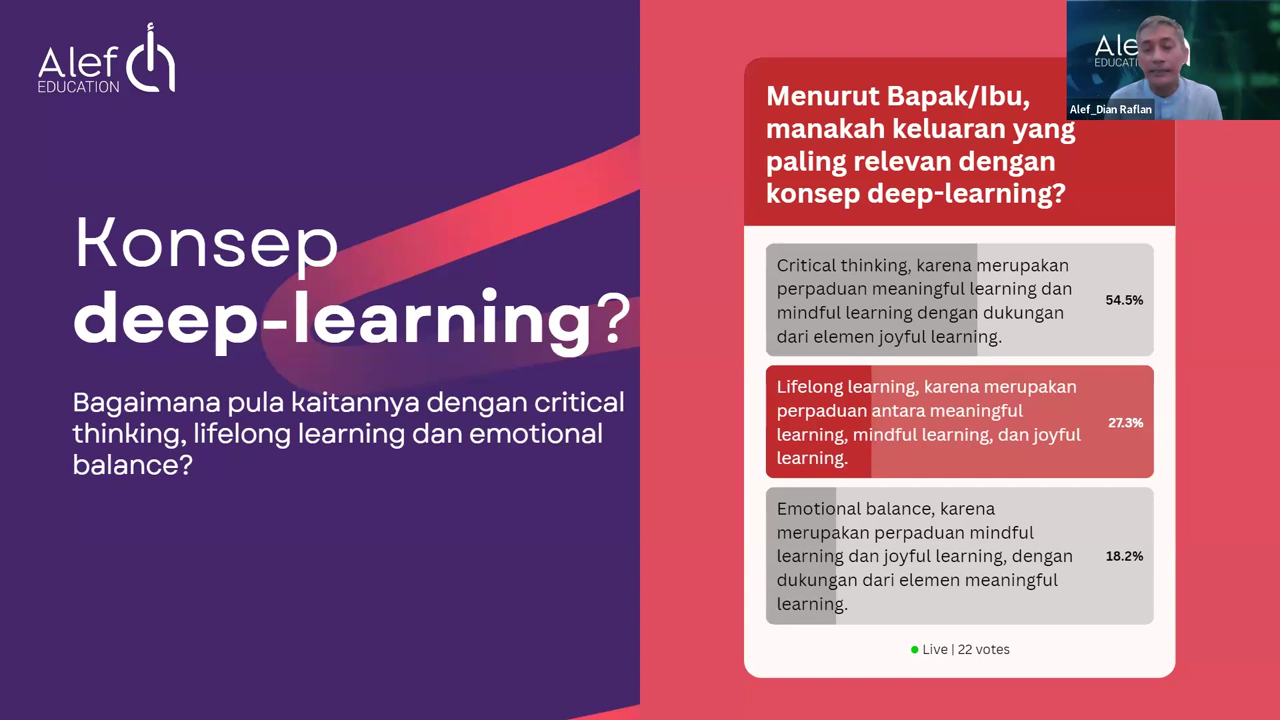 Alef
EDUCATION
Konsep
deep-learning?
Bagaimana pula kaitannya dengan critical
thinking, lifelong learning dan emotional
balance?
Menurut Bapak/Ibu,
manakah keluaran yang
paling relevan dengan
konsep deep-learning?
Critical thinking, karena merupakan
perpaduan meaningful learning dan
mindful learning dengan dukungan
dari elemen joyful learning.
54.5%
Lifelong learning, karena merupakan
perpaduan antara meaningful
learning, mindful learning, dan joyful
learning.
27.3%
Emotional balance, karena
merupakan perpaduan mindful
learning dan joyful learning, dengan
dukungan dari elemen meaningful
learning.
18.2%
Live | 22 votes
Ale
EDUCATI
Alef_Dian Raflan